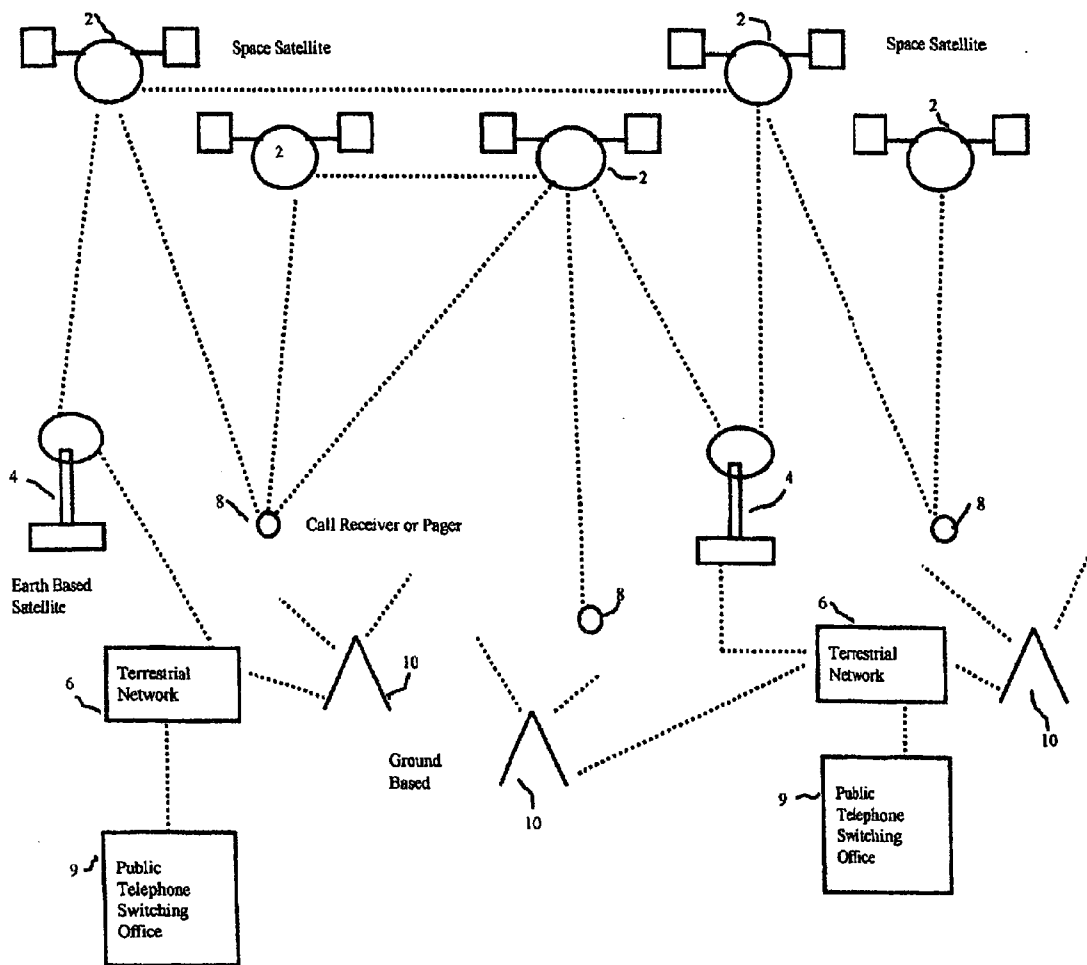 2
Space Satellite
2
Space Satellite
2
2
2
4
8
Call Receiver or Pager
4
8
Earth Based
Satellite
8
6
Terrestrial
Network
6
10
Terrestrial
Network
10
Ground
Based
10
9
Public
Telephone
Switching
Office
9
Public
Telephone
Switching
Office